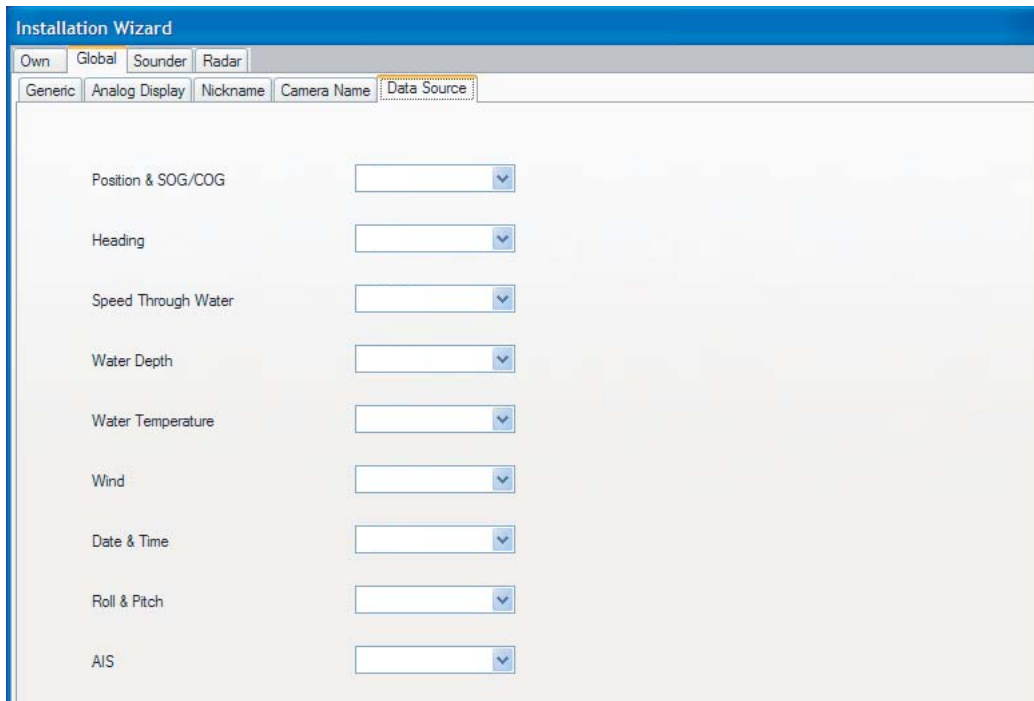 Installation Wizard
Own Global Sounder Radar
Generic Analog Display Nickname Camera Name Data Source
Position & SOG/COG
Heading
Speed Through Water
Water Depth
Water Temperature
Wind
Date & Time
Roll & Pitch
AIS